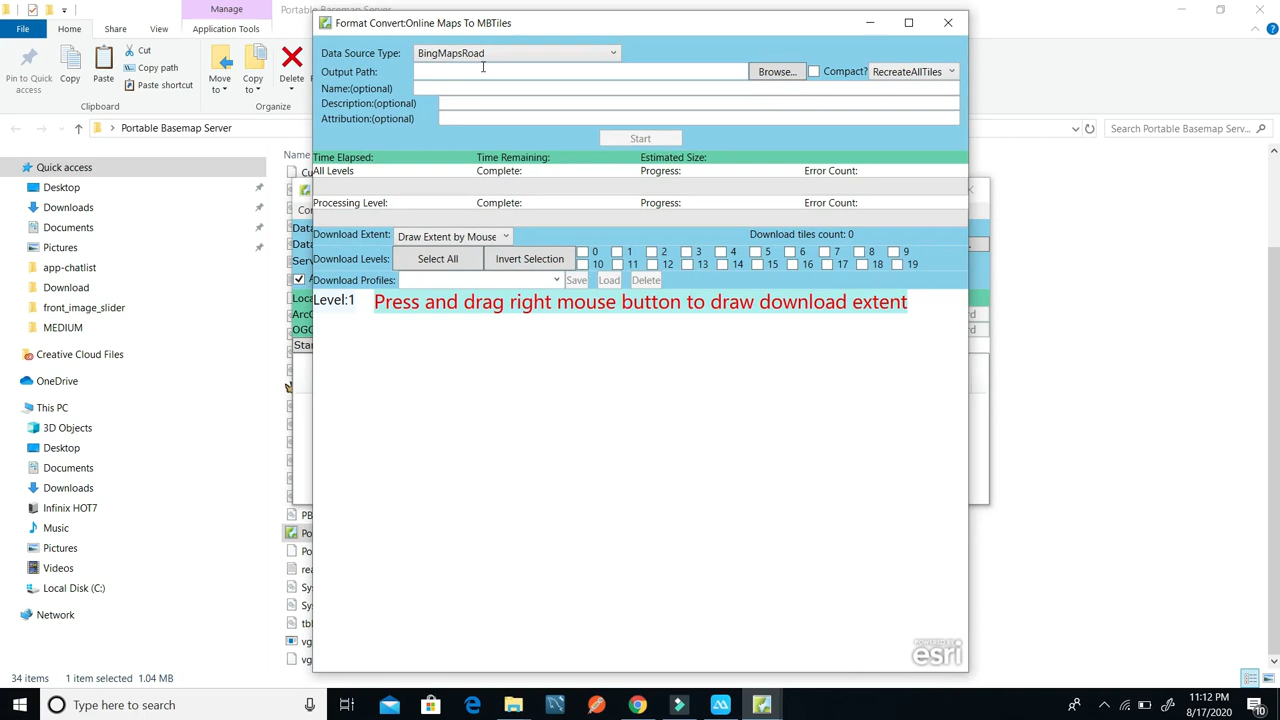 Manage
Portable Basemap Server
File
Home
Share
View
Application Tools
Pin to Quick access
Copy
Paste
Cut
Copy path
Paste shortcut
Clipboard
Move to
Copy to
Delete
Organize
Portable Basemap Server
Search Portable Basemap Serv...
Quick access
Desktop
Downloads
Documents
Pictures
app-chatlist
Download
front_image_slider
MEDIUM
Creative Cloud Files
OneDrive
This PC
3D Objects
Desktop
Documents
Downloads
Infinix HOT7
Music
Pictures
Videos
Local Disk (C:)
Network
Name
34 items
1 item selected 1.04 MB
Format Convert:Online Maps To MBTiles
Data Source Type:
BingMapsRoad
Output Path:
Browse...
Compact?
RecreateAllTiles
Name:(optional)
Description:(optional)
Attribution:(optional)
Start
Time Elapsed:
Time Remaining:
Estimated Size:
All Levels
Complete:
Progress:
Error Count:
Processing Level:
Complete:
Progress:
Error Count:
Download Extent:
Draw Extent by Mouse
Download tiles count: 0
Download Levels:
Select All
Invert Selection
0 1 2 3 4 5 6 7 8 9
10 11 12 13 14 15 16 17 18 19
Download Profiles:
Save
Load
Delete
Level:1
Press and drag right mouse button to draw download extent
POWERED BY
esri
Type here to search
11:12 PM
8/17/2020
10